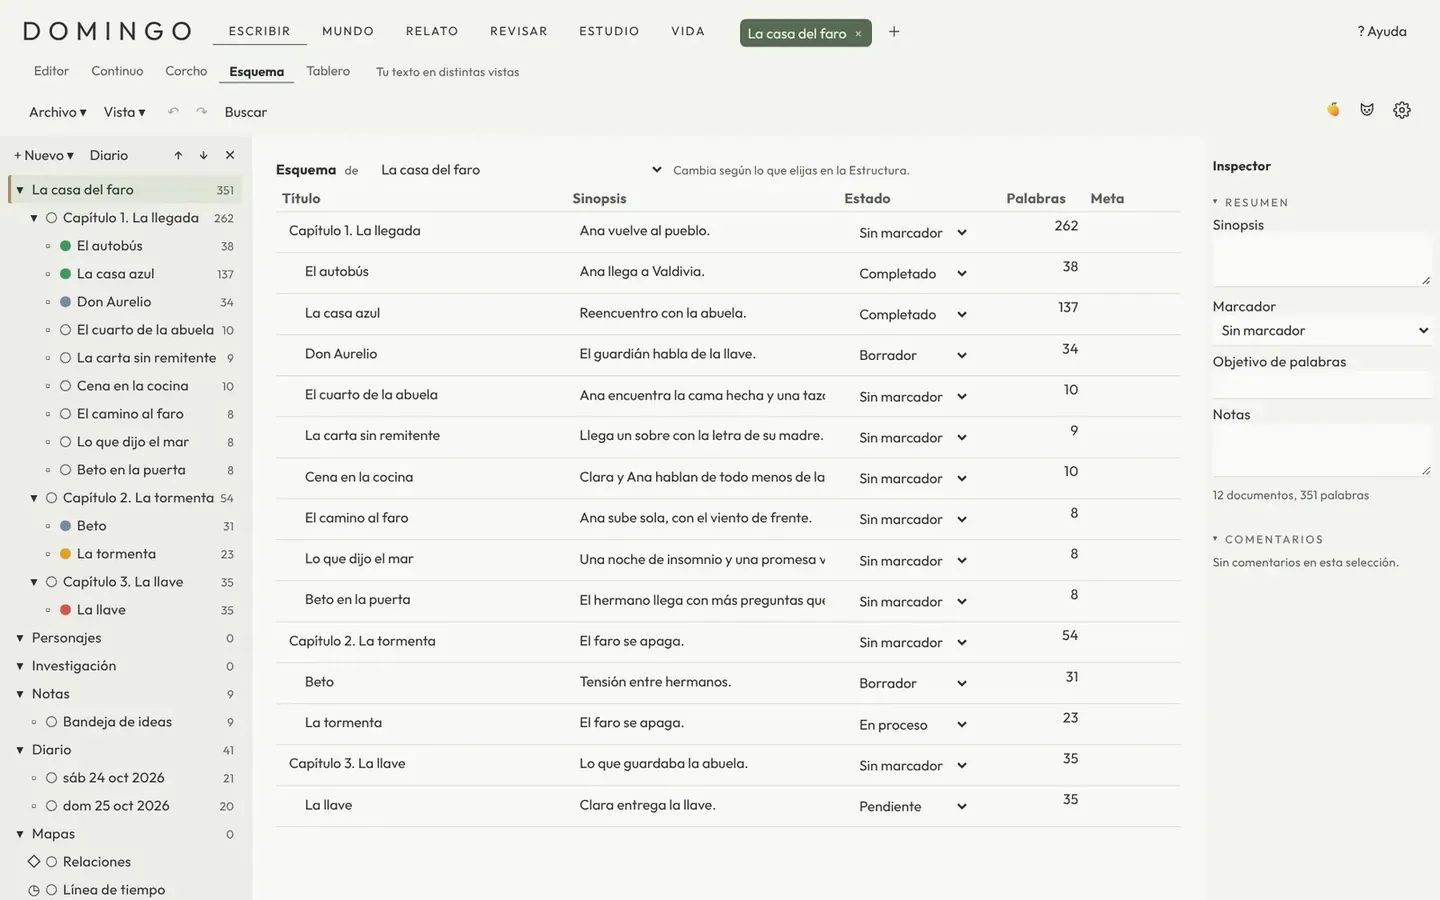 DOMINGO ESCRIBIR MUNDO RELATO REVISAR ESTUDIO VIDA La casa del faro × + ? Ayuda
Editor Continuo Corcho Esquema Tablero Tu texto en distintas vistas
Archivo ▾ Vista ▾ Buscar
+ Nuevo ▾ Diario ↑ ↓ ✕
La casa del faro 351
Capítulo 1. La llegada 262
El autobús 38
La casa azul 137
Don Aurelio 34
El cuarto de la abuela 10
La carta sin remitente 9
Cena en la cocina 10
El camino al faro 8
Lo que dijo el mar 8
Beto en la puerta 8
Capítulo 2. La tormenta 54
Beto 31
La tormenta 23
Capítulo 3. La llave 35
La llave 35
Personajes 0
Investigación 0
Notas 9
Bandeja de ideas 9
Diario 41
sáb 24 oct 2026 21
dom 25 oct 2026 20
Mapas 0
Relaciones
Línea de tiempo
Esquema de La casa del faro Cambia según lo que elijas en la Estructura.
Título Sinopsis Estado Palabras Meta
Capítulo 1. La llegada Ana vuelve al pueblo. Sin marcador 262
El autobús Ana llega a Valdivia. Completado 38
La casa azul Reencuentro con la abuela. Completado 137
Don Aurelio El guardián habla de la llave. Borrador 34
El cuarto de la abuela Ana encuentra la cama hecha y una taza Sin marcador 10
La carta sin remitente Llega un sobre con la letra de su madre. Sin marcador 9
Cena en la cocina Clara y Ana hablan de todo menos de la Sin marcador 10
El camino al faro Ana sube sola, con el viento de frente. Sin marcador 8
Lo que dijo el mar Una noche de insomnio y una promesa v Sin marcador 8
Beto en la puerta El hermano llega con más preguntas que Sin marcador 8
Capítulo 2. La tormenta El faro se apaga. Sin marcador 54
Beto Tensión entre hermanos. Borrador 31
La tormenta El faro se apaga. En proceso 23
Capítulo 3. La llave Lo que guardaba la abuela. Sin marcador 35
La llave Clara entrega la llave. Pendiente 35
Inspector
RESUMEN
Sinopsis
Marcador
Sin marcador
Objetivo de palabras
Notas
12 documentos, 351 palabras
COMENTARIOS
Sin comentarios en esta selección.